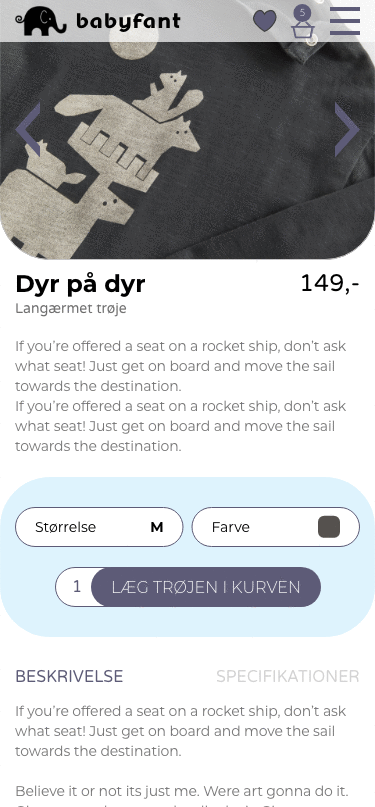 babyfant
5
Dyr på dyr
149,-
Langærmet trøje
If you're offered a seat on a rocket ship, don't ask
what seat! Just get on board and move the sail
towards the destination.
If you're offered a seat on a rocket ship, don't ask
what seat! Just get on board and move the sail
towards the destination.
Størrelse M
Farve
1 LÆG TRØJEN I KURVEN
BESKRIVELSE
SPECIFIKATIONER
If you're offered a seat on a rocket ship, don't ask
what seat! Just get on board and move the sail
towards the destination.
Believe it or not its just me. Were art gonna do it.